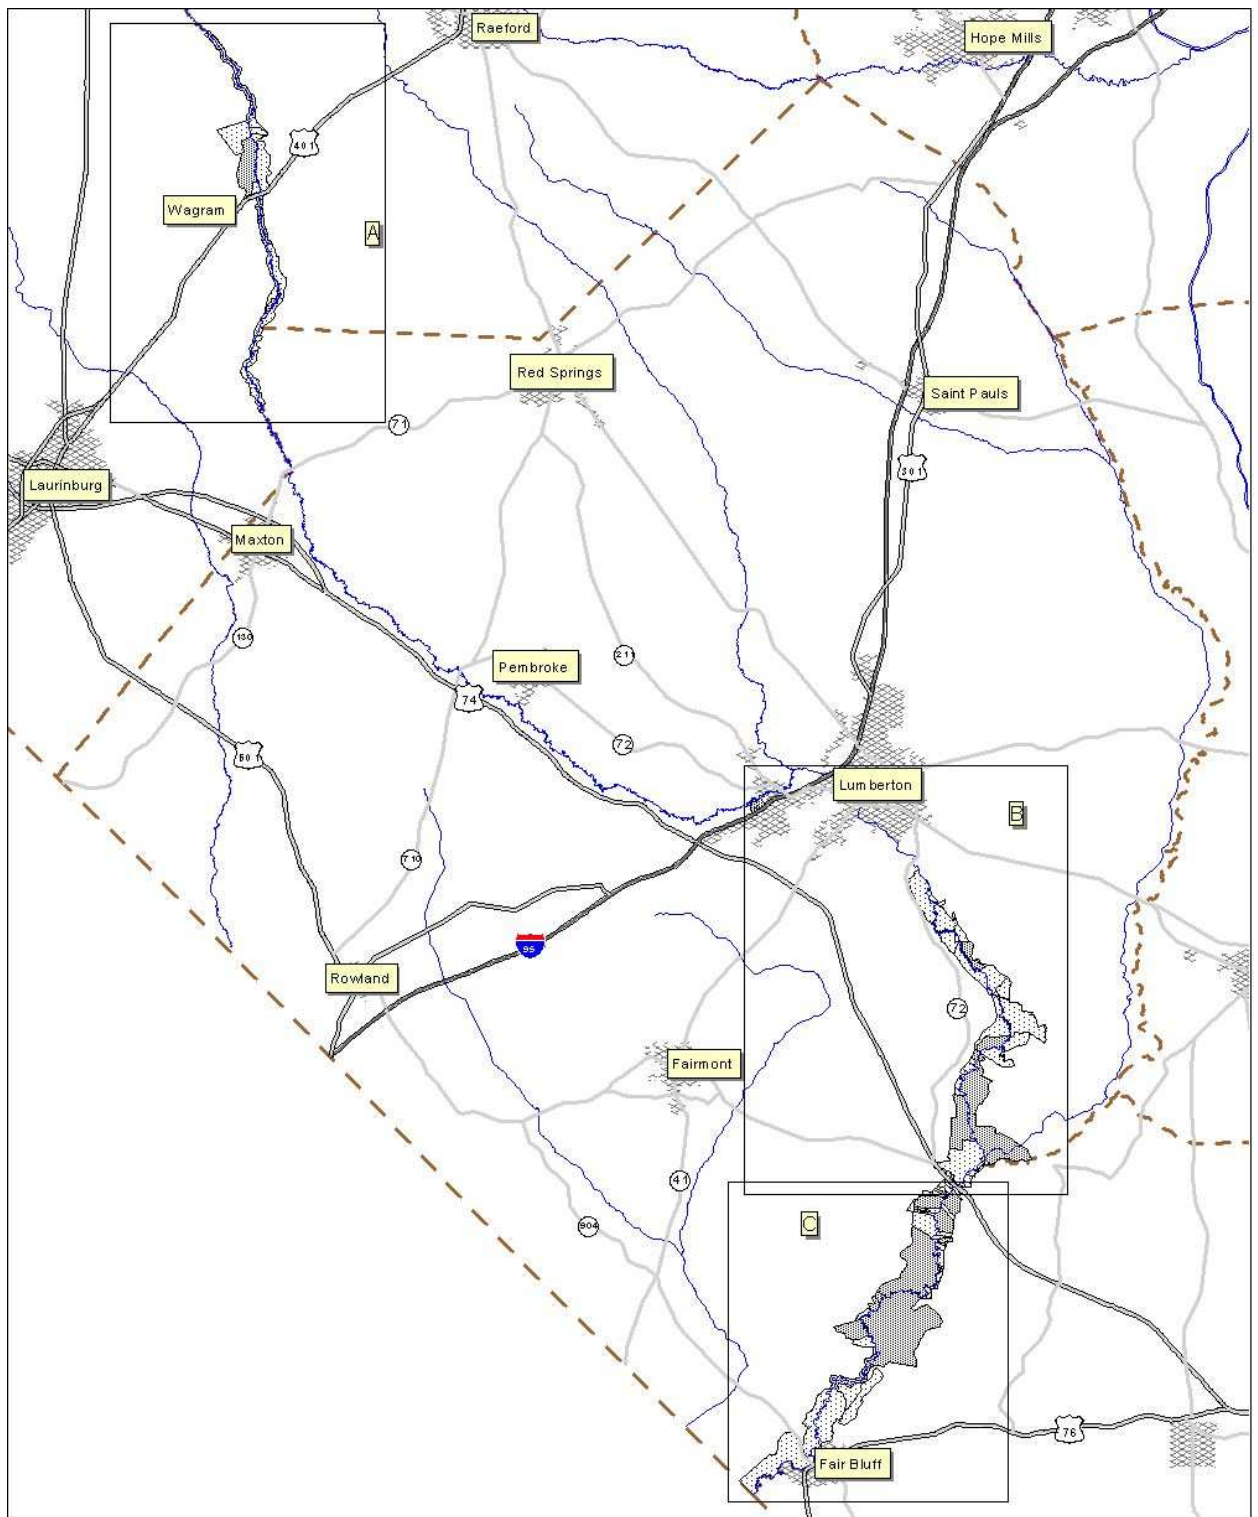 Raeford
Hope Mills
401
Wagram
A
Red Springs
Saint Pauls
71
301
Laurinburg
Maxton
130
211
Pembroke
74
72
501
Lumberton
B
710
95
Rowland
72
Fairmont
41
C
904
76
Fair Bluff